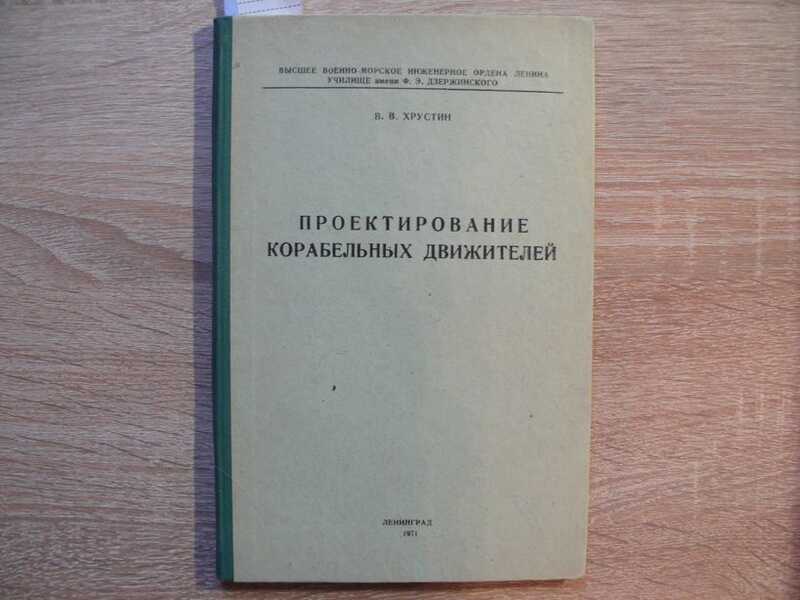 ВЫСШЕЕ ВОЕННО-МОРСКОЕ ИНЖЕНЕРНОЕ ОРДЕНА ЛЕНИНА
УЧИЛИЩЕ имени Ф. Э. ДЗЕРЖИНСКОГО
В. В. ХРУСТИН
ПРОЕКТИРОВАНИЕ
КОРАБЕЛЬНЫХ ДВИЖИТЕЛЕЙ
ЛЕНИНГРАД
1971